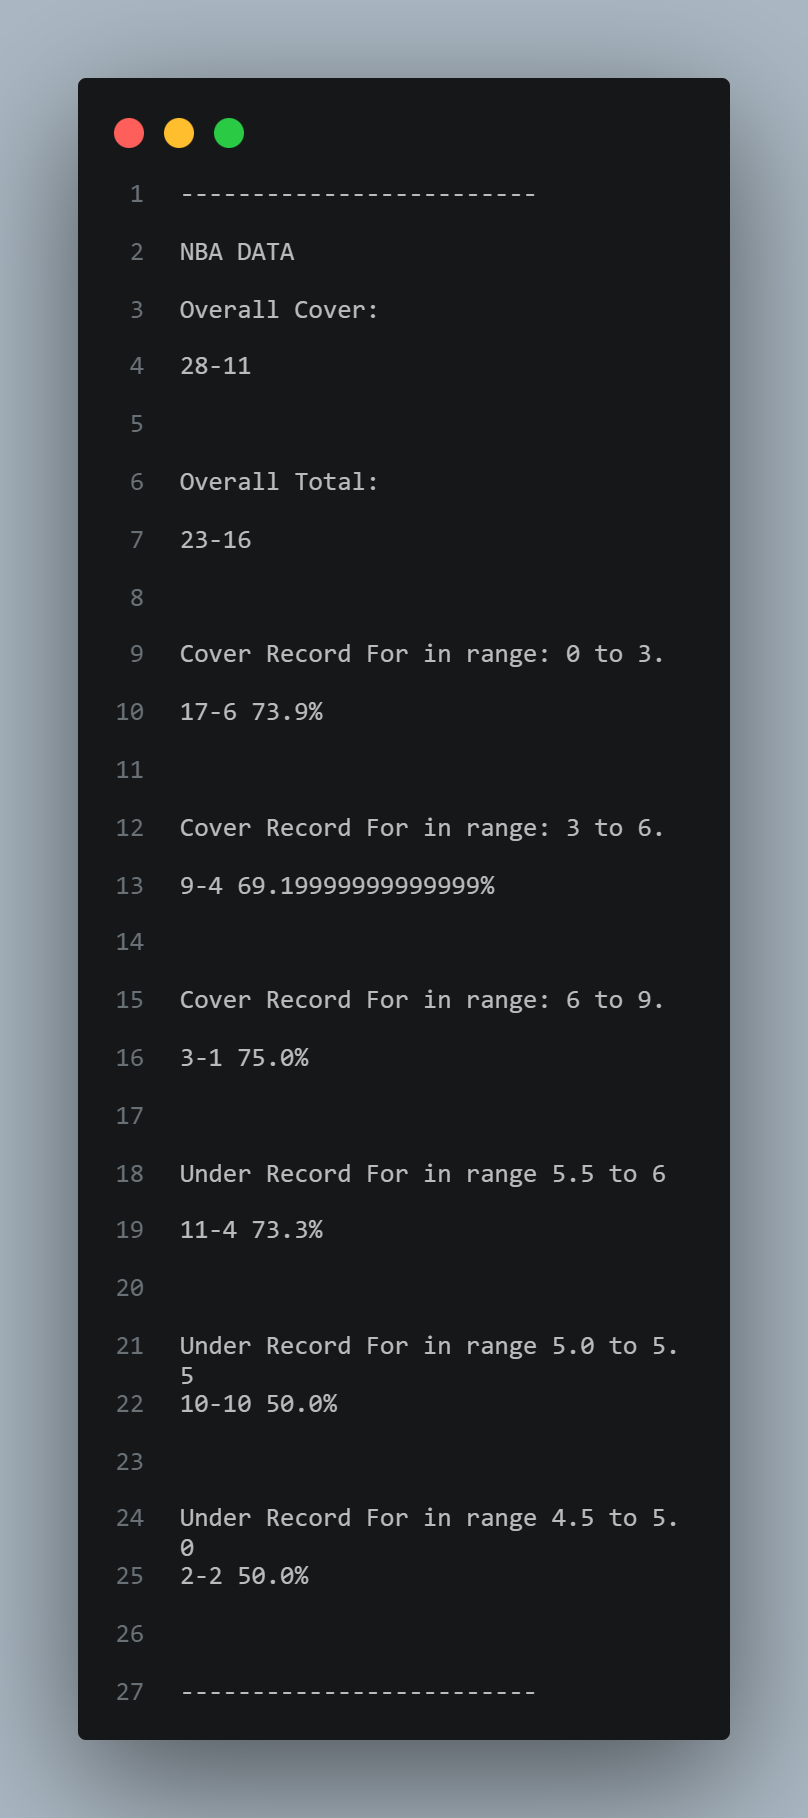 1 -------------------------
2 NBA DATA
3 Overall Cover:
4 28-11
5
6 Overall Total:
7 23-16
8
9 Cover Record For in range: 0 to 3.
10 17-6 73.9%
11
12 Cover Record For in range: 3 to 6.
13 9-4 69.19999999999999%
14
15 Cover Record For in range: 6 to 9.
16 3-1 75.0%
17
18 Under Record For in range 5.5 to 6
19 11-4 73.3%
20
21 Under Record For in range 5.0 to 5.
5
22 10-10 50.0%
23
24 Under Record For in range 4.5 to 5.
0
25 2-2 50.0%
26
27 -------------------------